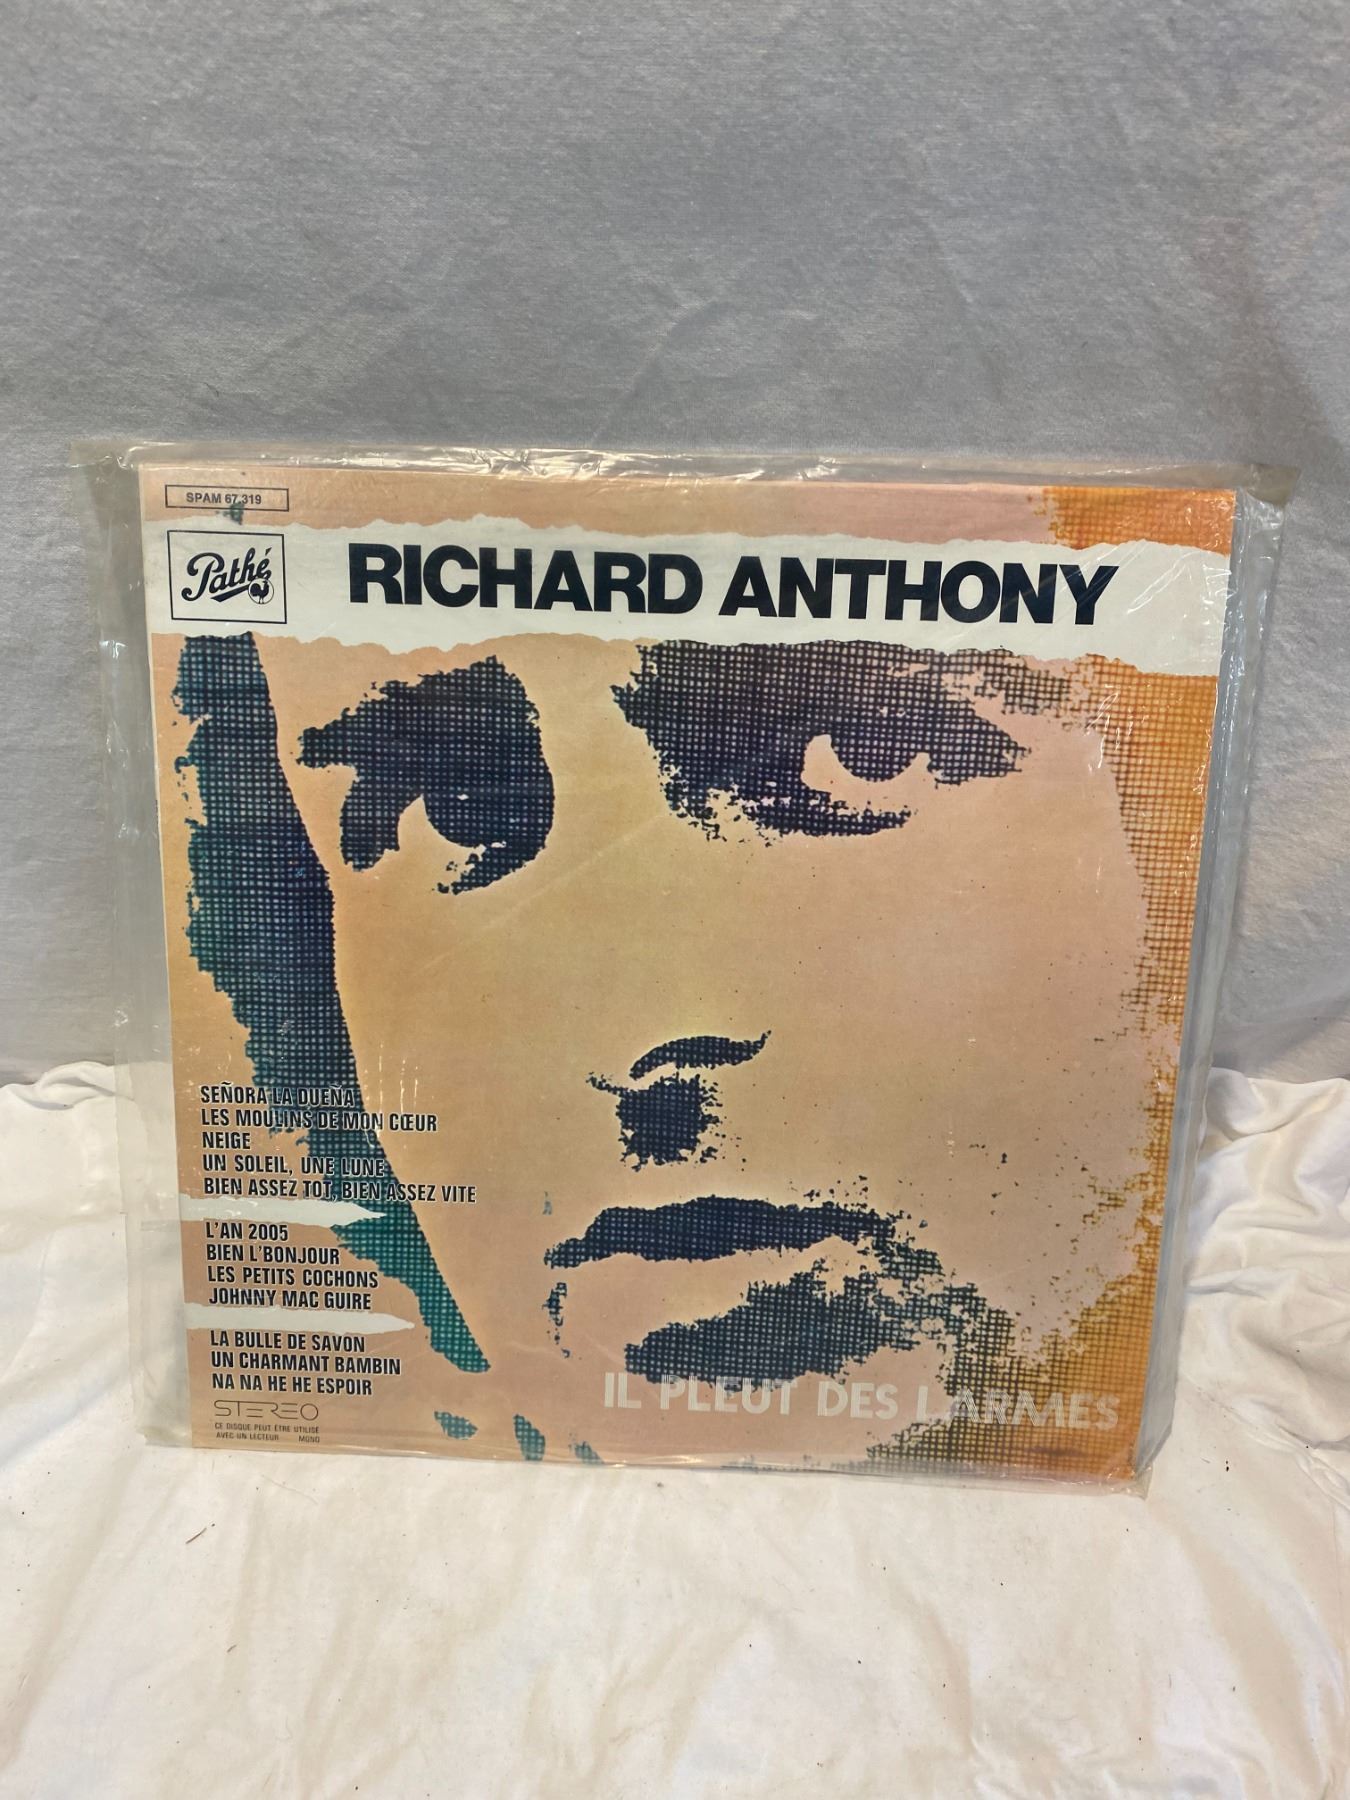 SPAM 67.319
Pathé
RICHARD ANTHONY
SEÑORA LA DUEÑA
LES MOULINS DE MON CŒUR
NEIGE
UN SOLEIL, UNE LUNE
BIEN ASSEZ TOT, BIEN ASSEZ VITE
L'AN 2005
BIEN L'BONJOUR
LES PETITS COCHONS
JOHNNY MAC GUIRE
LA BULLE DE SAVON
UN CHARMANT BAMBIN
NA NA HE HE ESPOIR
IL PLEUT DES LARMES
STEREO
CE DISQUE PEUT ÊTRE UTILISÉ
AVEC UN LECTEUR MONO